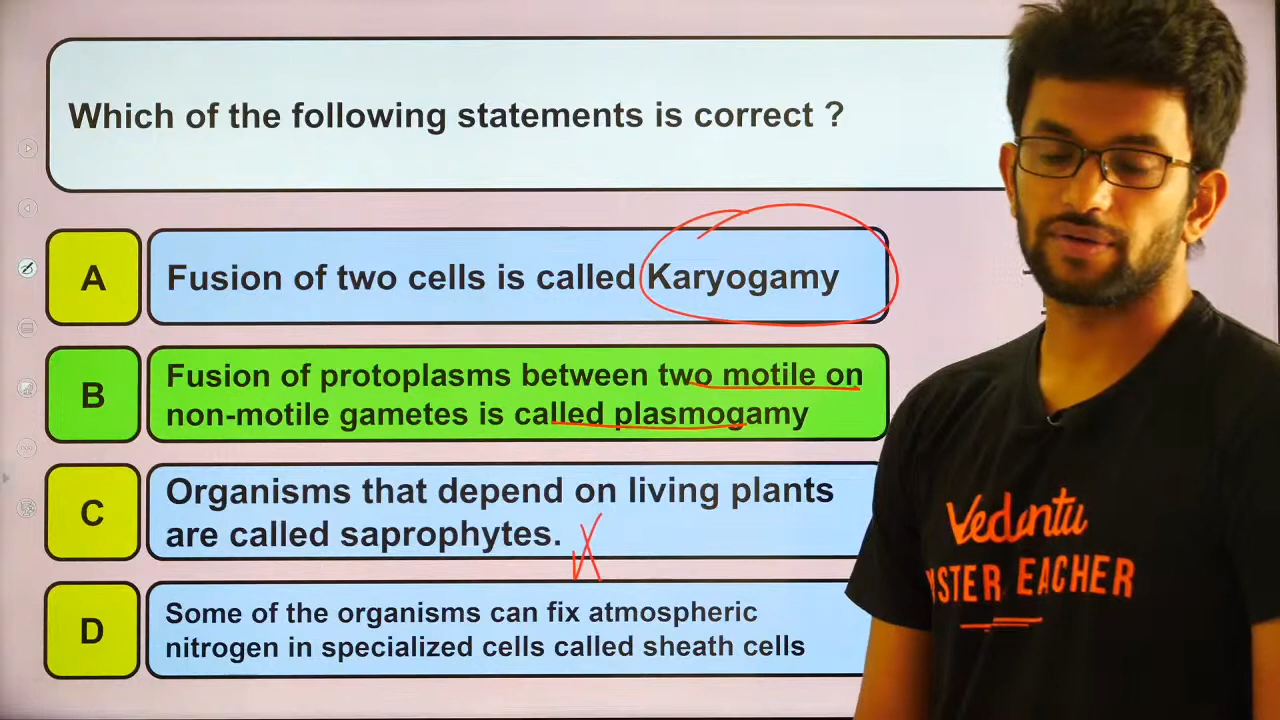 Which of the following statements is correct ?
A
Fusion of two cells is called Karyogamy
B
Fusion of protoplasms between two motile on
non-motile gametes is called plasmogamy
C
Organisms that depend on living plants
are called saprophytes.
D
Some of the organisms can fix atmospheric
nitrogen in specialized cells called sheath cells
Vedantu
EACHER